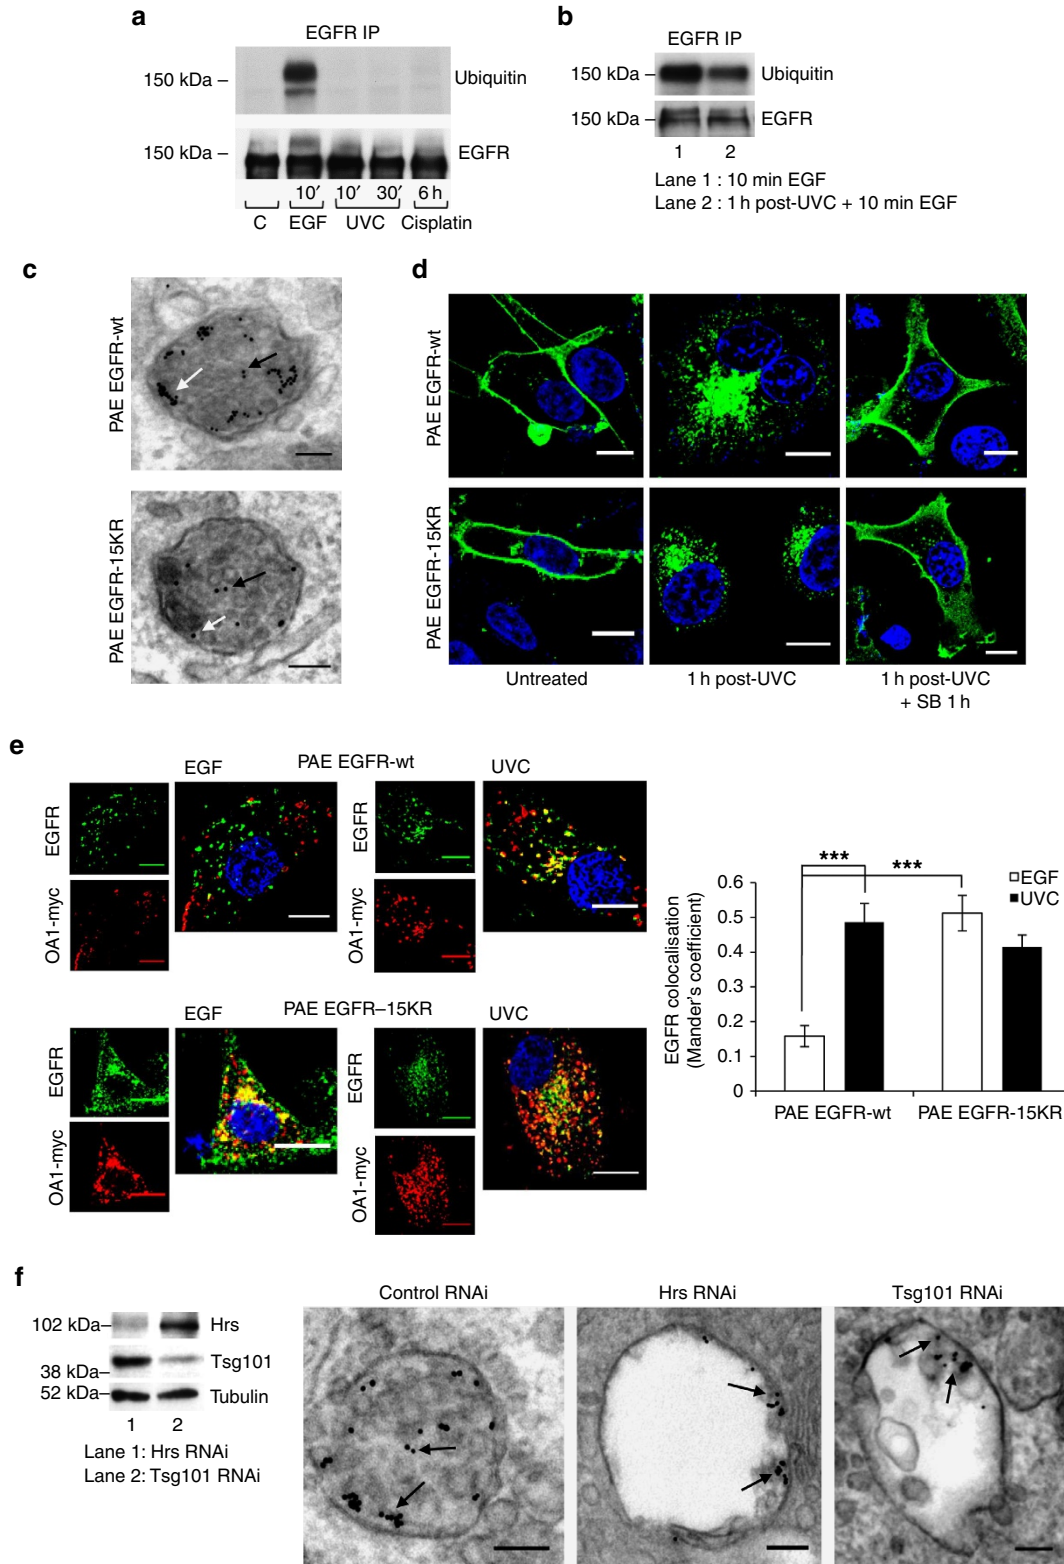 a
EGFR IP
150 kDa –
Ubiquitin
150 kDa –
EGFR
10′ 10′ 30′ 6 h
C EGF UVC Cisplatin
b
EGFR IP
150 kDa –
Ubiquitin
150 kDa –
EGFR
1 2
Lane 1 : 10 min EGF
Lane 2 : 1 h post-UVC + 10 min EGF
c
PAE EGFR-wt
PAE EGFR-15KR
d
PAE EGFR-wt
PAE EGFR-15KR
Untreated
1 h post-UVC
1 h post-UVC
+ SB 1 h
e
EGF
PAE EGFR-wt
UVC
EGFR
OA1-myc
EGFR
OA1-myc
EGF
PAE EGFR–15KR
UVC
EGFR
OA1-myc
EGFR
OA1-myc
EGFR colocalisation
(Mander's coefficient)
0.6
0.5
0.4
0.3
0.2
0.1
0
***
***
EGF
UVC
PAE EGFR-wt
PAE EGFR-15KR
f
102 kDa–
Hrs
Tsg101
38 kDa–
52 kDa–
Tubulin
1 2
Lane 1: Hrs RNAi
Lane 2: Tsg101 RNAi
Control RNAi
Hrs RNAi
Tsg101 RNAi